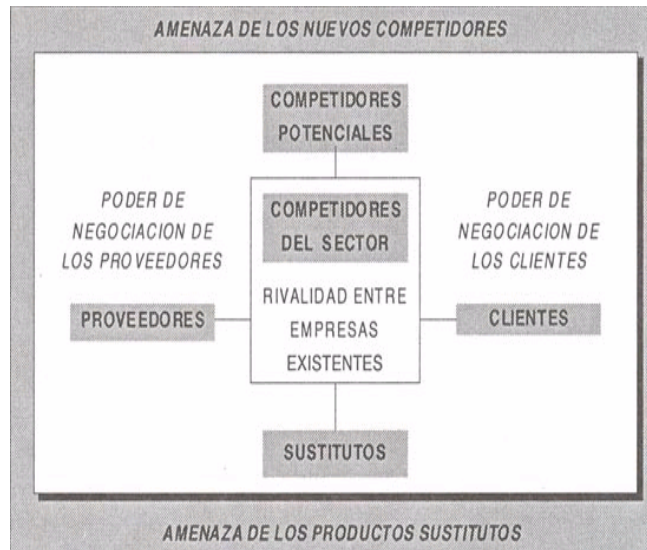 AMENAZA DE LOS NUEVOS COMPETIDORES
COMPETIDORES
POTENCIALES
PODER DE
NEGOCIACION DE
LOS PROVEEDORES
PROVEEDORES
COMPETIDORES
DEL SECTOR
RIVALIDAD ENTRE
EMPRESAS
EXISTENTES
PODER DE
NEGOCIACION DE
LOS CLIENTES
CLIENTES
SUSTITUTOS
AMENAZA DE LOS PRODUCTOS SUSTITUTOS